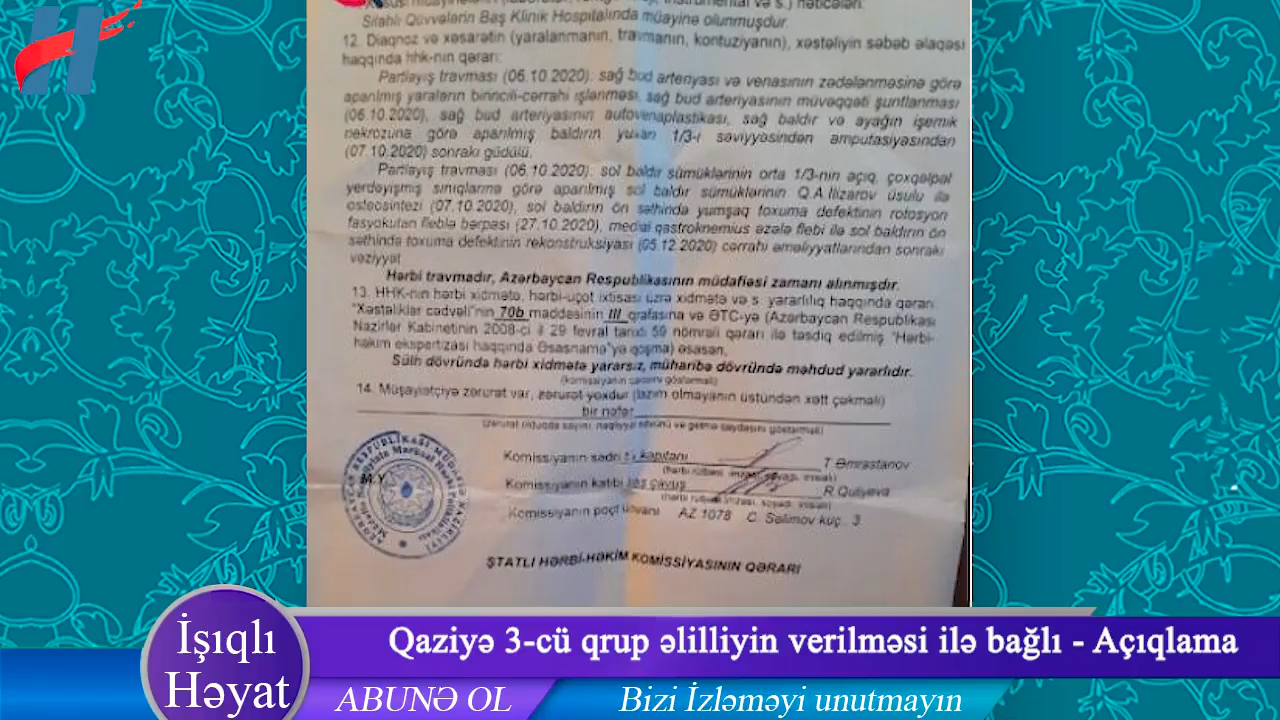 Silahlı Qüvvələrin Baş Klinik Hospitalında müayinə olunmuşdur.
12. Diaqnoz və xəsarətin (yaralanmanın, travmanın, kontuziyanın), xəstəliyin səbəb əlaqəsi
haqqında hhk-nın qərarı:
Partlayış travması (06.10.2020): sağ bud arteriyası və venasının zədələnməsinə görə
aparılmış yaraların birincili-cərrahi işlənməsi, sağ bud arteriyasının müvəqqəti şuntlanması
(06.10.2020), sağ bud arteriyasının autovenaplastikası, sağ baldır və ayağın işemik
nekrozuna görə aparılmış baldırın yuxarı 1/3-i səviyyəsindən amputasiyasından
(07.10.2020) sonrakı güdülü.
Partlayış travması (06.10.2020): sol baldır sümüklərinin orta 1/3-nin açıq, çoxqəlpəli
yerdəyişmiş sınıqlarına görə aparılmış sol baldır sümüklərinin Q.A.İlizarov üsulu ilə
osteosintezi (07.10.2020), sol baldırın ön səthində yumşaq toxuma defektinin rotosyon
fasyokutan fleblə bərpası (27.10.2020), medial qastroknemius əzələ flebi ilə sol baldırın ön
səthində toxuma defektinin rekonstruksiyası (05.12.2020) cərrahi əməliyyatlarından sonrakı
vəziyyət
Hərbi travmadır, Azərbaycan Respublikasının müdafiəsi zamanı alınmışdır.
13. HHK-nın hərbi xidmətə, hərbi-uçot ixtisası üzrə xidmətə və s. yararlılıq haqqında qərarı:
"Xəstəliklər cədvəli"nin 70b maddəsinin III qrafasına və ƏTC-yə (Azərbaycan Respublikası
Nazirlər Kabinetinin 2008-ci il 29 fevral tarixli 59 nömrəli qərarı ilə təsdiq edilmiş "Hərbi-
həkim ekspertizası haqqında Əsasnamə"yə qoşma) əsasən,
Sülh dövründə hərbi xidmətə yararsız, müharibə dövründə məhdud yararlıdır.
(komissiyanın qərarını göstərməli)
14. Müşayiətçiyə zərurət var, zərurət yoxdur (lazım olmayanın üstündən xətt çəkməli)
bir nəfər
Komissiyanın sədri t/x kapitanı T.Əmrastanov
Komissiyanın katibi baş çavuş R.Quliyeva
Komissiyanın poçt ünvanı AZ 1078 C. Səlimov küç. 3
M.Y.
ŞTATLI HƏRBİ-HƏKİM KOMİSSİYASININ QƏRARI
İşıqlı
Həyat
Qaziyə 3-cü qrup əlilliyin verilməsi ilə bağlı - Açıqlama
ABUNƏ OL
Bizi İzləməyi unutmayın